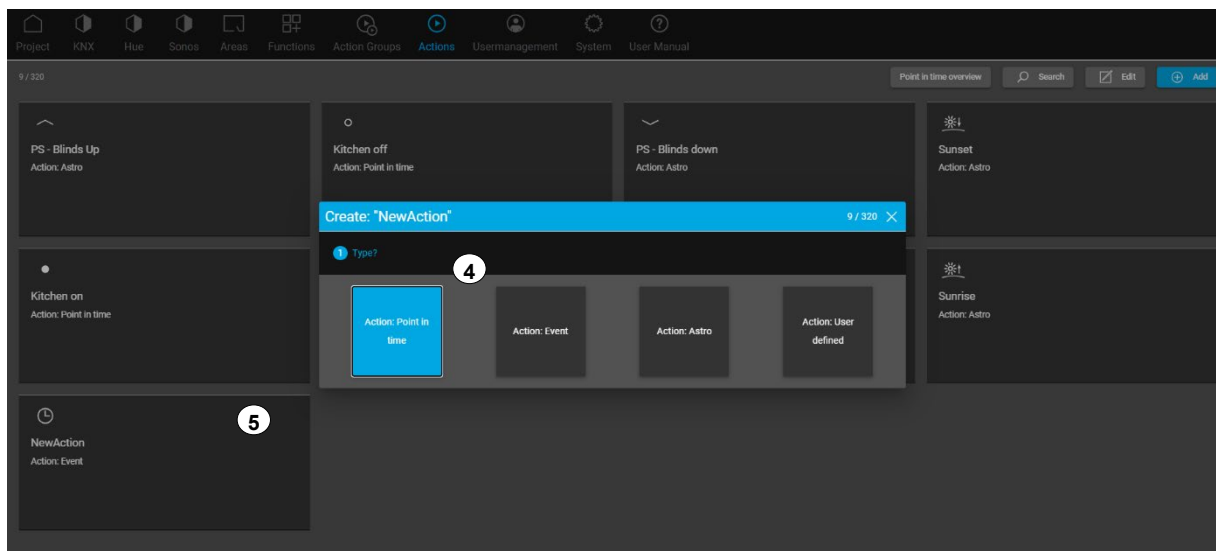 Project KNX Hue Sonos Areas Functions Action Groups Actions Usermanagement System User Manual
9 / 320 Point in time overview Search Edit Add
PS - Blinds Up
Action: Astro
Kitchen off
Action: Point in time
PS - Blinds down
Action: Astro
Sunset
Action: Astro
Create: "NewAction" 9 / 320
1 Type?
4
Action: Point in
time
Action: Event
Action: Astro
Action: User
defined
Kitchen on
Action: Point in time
Sunrise
Action: Astro
5
NewAction
Action: Event